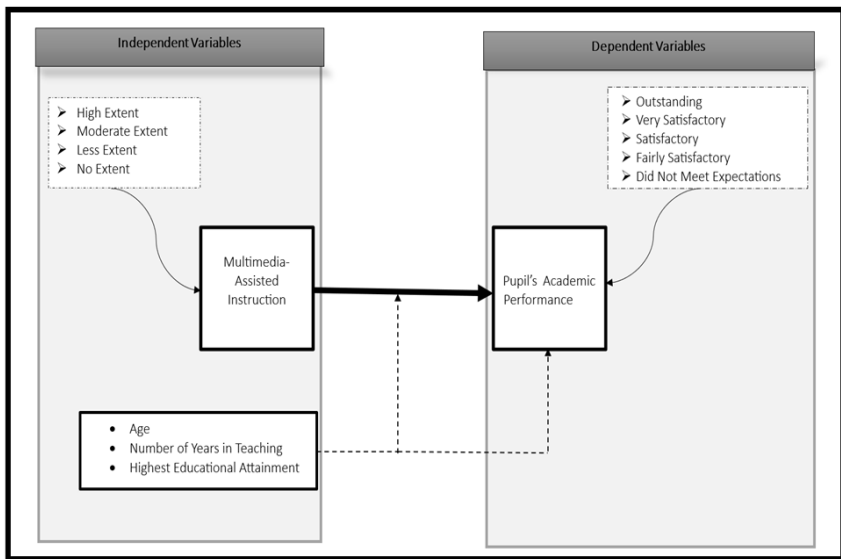 Independent Variables
Dependent Variables
➢ High Extent
➢ Moderate Extent
➢ Less Extent
➢ No Extent
➢ Outstanding
➢ Very Satisfactory
➢ Satisfactory
➢ Fairly Satisfactory
➢ Did Not Meet Expectations
Multimedia-
Assisted
Instruction
Pupil's Academic
Performance
• Age
• Number of Years in Teaching
• Highest Educational Attainment